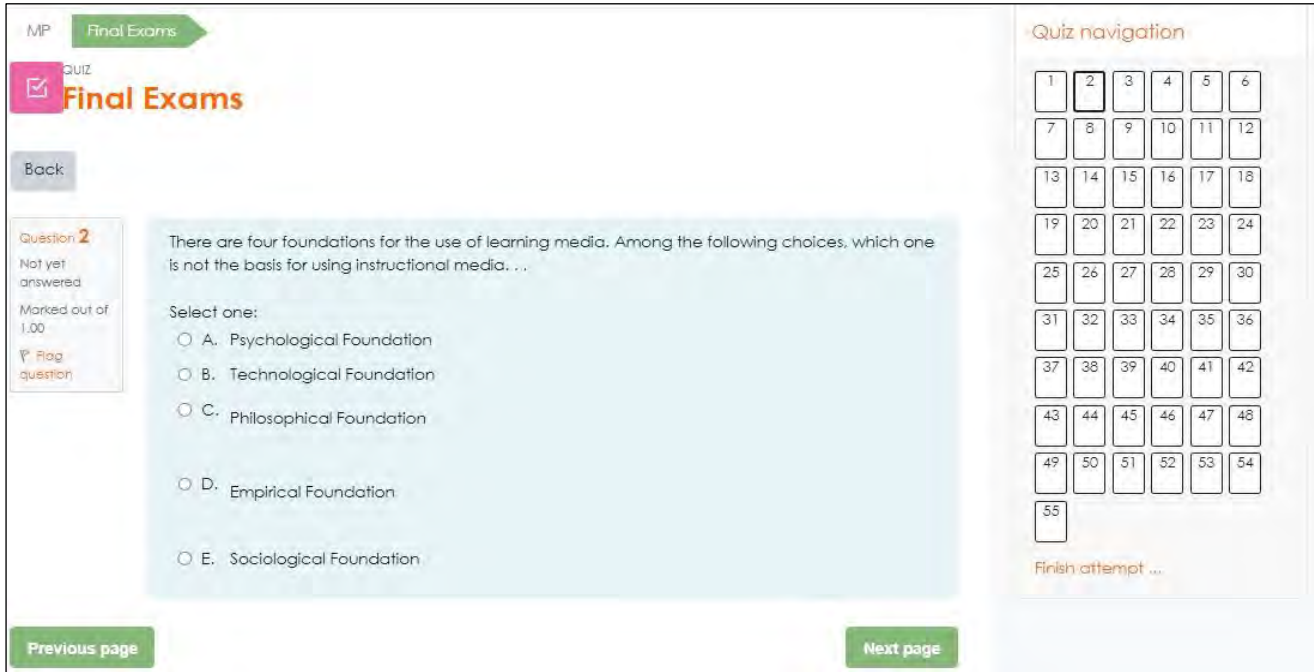 MP Final Exams
QUIZ
Final Exams
Back
Question 2
Not yet
answered
Marked out of
1.00
Flag
question
There are four foundations for the use of learning media. Among the following choices, which one
is not the basis for using instructional media. . .
Select one:
A. Psychological Foundation
B. Technological Foundation
C. Philosophical Foundation
D. Empirical Foundation
E. Sociological Foundation
Previous page
Next page
Quiz navigation
1 2 3 4 5 6
7 8 9 10 11 12
13 14 15 16 17 18
19 20 21 22 23 24
25 26 27 28 29 30
31 32 33 34 35 36
37 38 39 40 41 42
43 44 45 46 47 48
49 50 51 52 53 54
55
Finish attempt ...